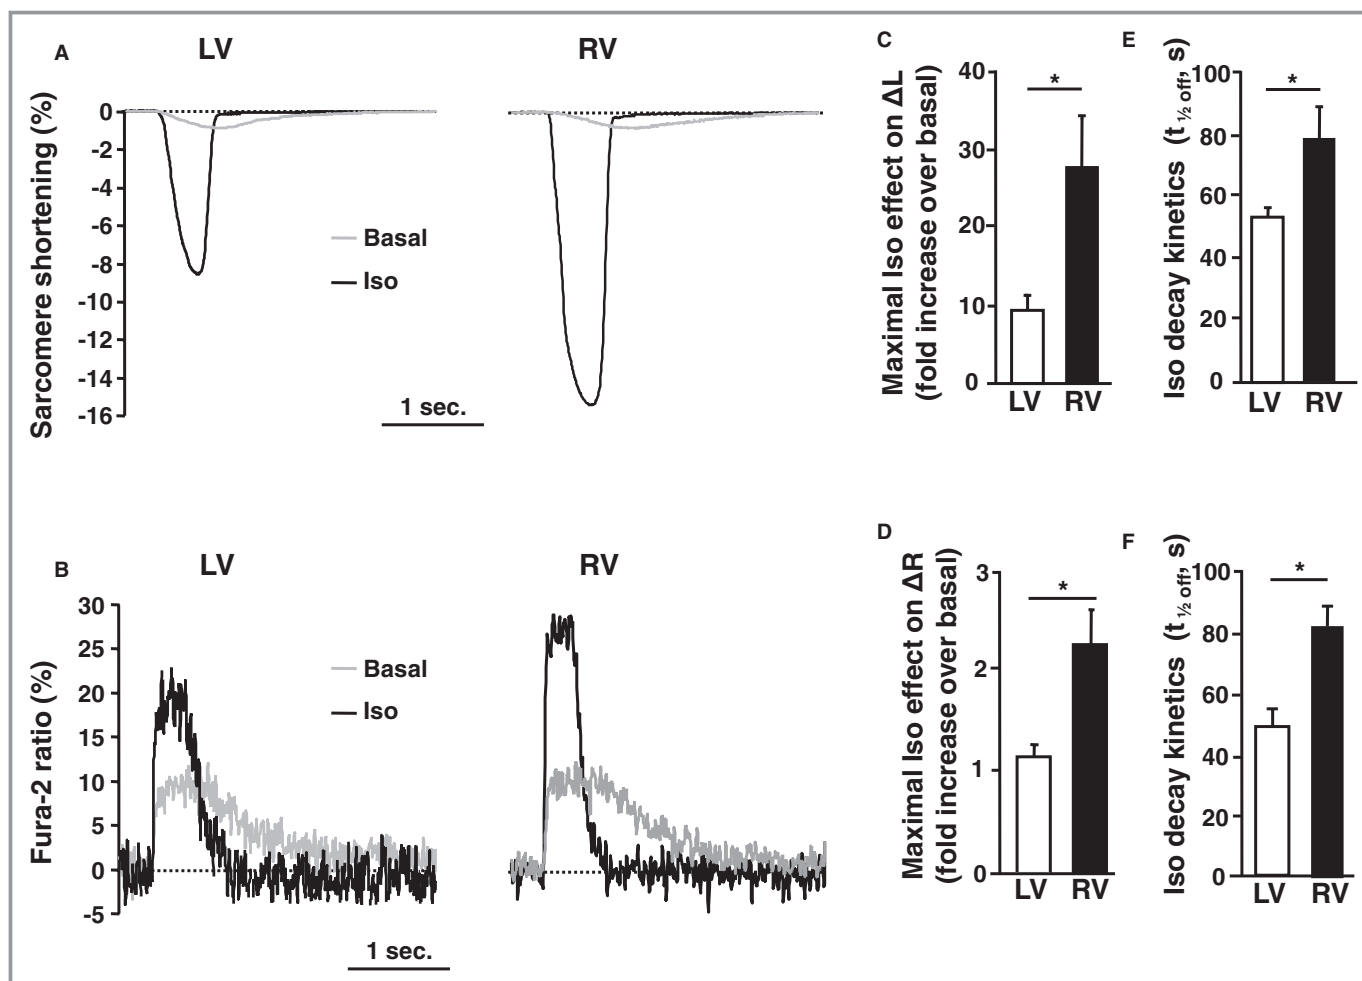 A
LV
RV
Sarcomere shortening (%)
0
-2
-4
-6
-8
-10
-12
-14
-16
Basal
Iso
1 sec.
B
LV
RV
Fura-2 ratio (%)
30
25
20
15
10
5
0
-5
Basal
Iso
1 sec.
C
Maximal Iso effect on ΔL
(fold increase over basal)
40
30
20
10
0
*
LV RV
E
Iso decay kinetics (t½ off, s)
100
80
60
40
20
0
*
LV RV
D
Maximal Iso effect on ΔR
(fold increase over basal)
3
2
1
0
*
LV RV
F
Iso decay kinetics (t½ off, s)
100
80
60
40
20
0
*
LV RV